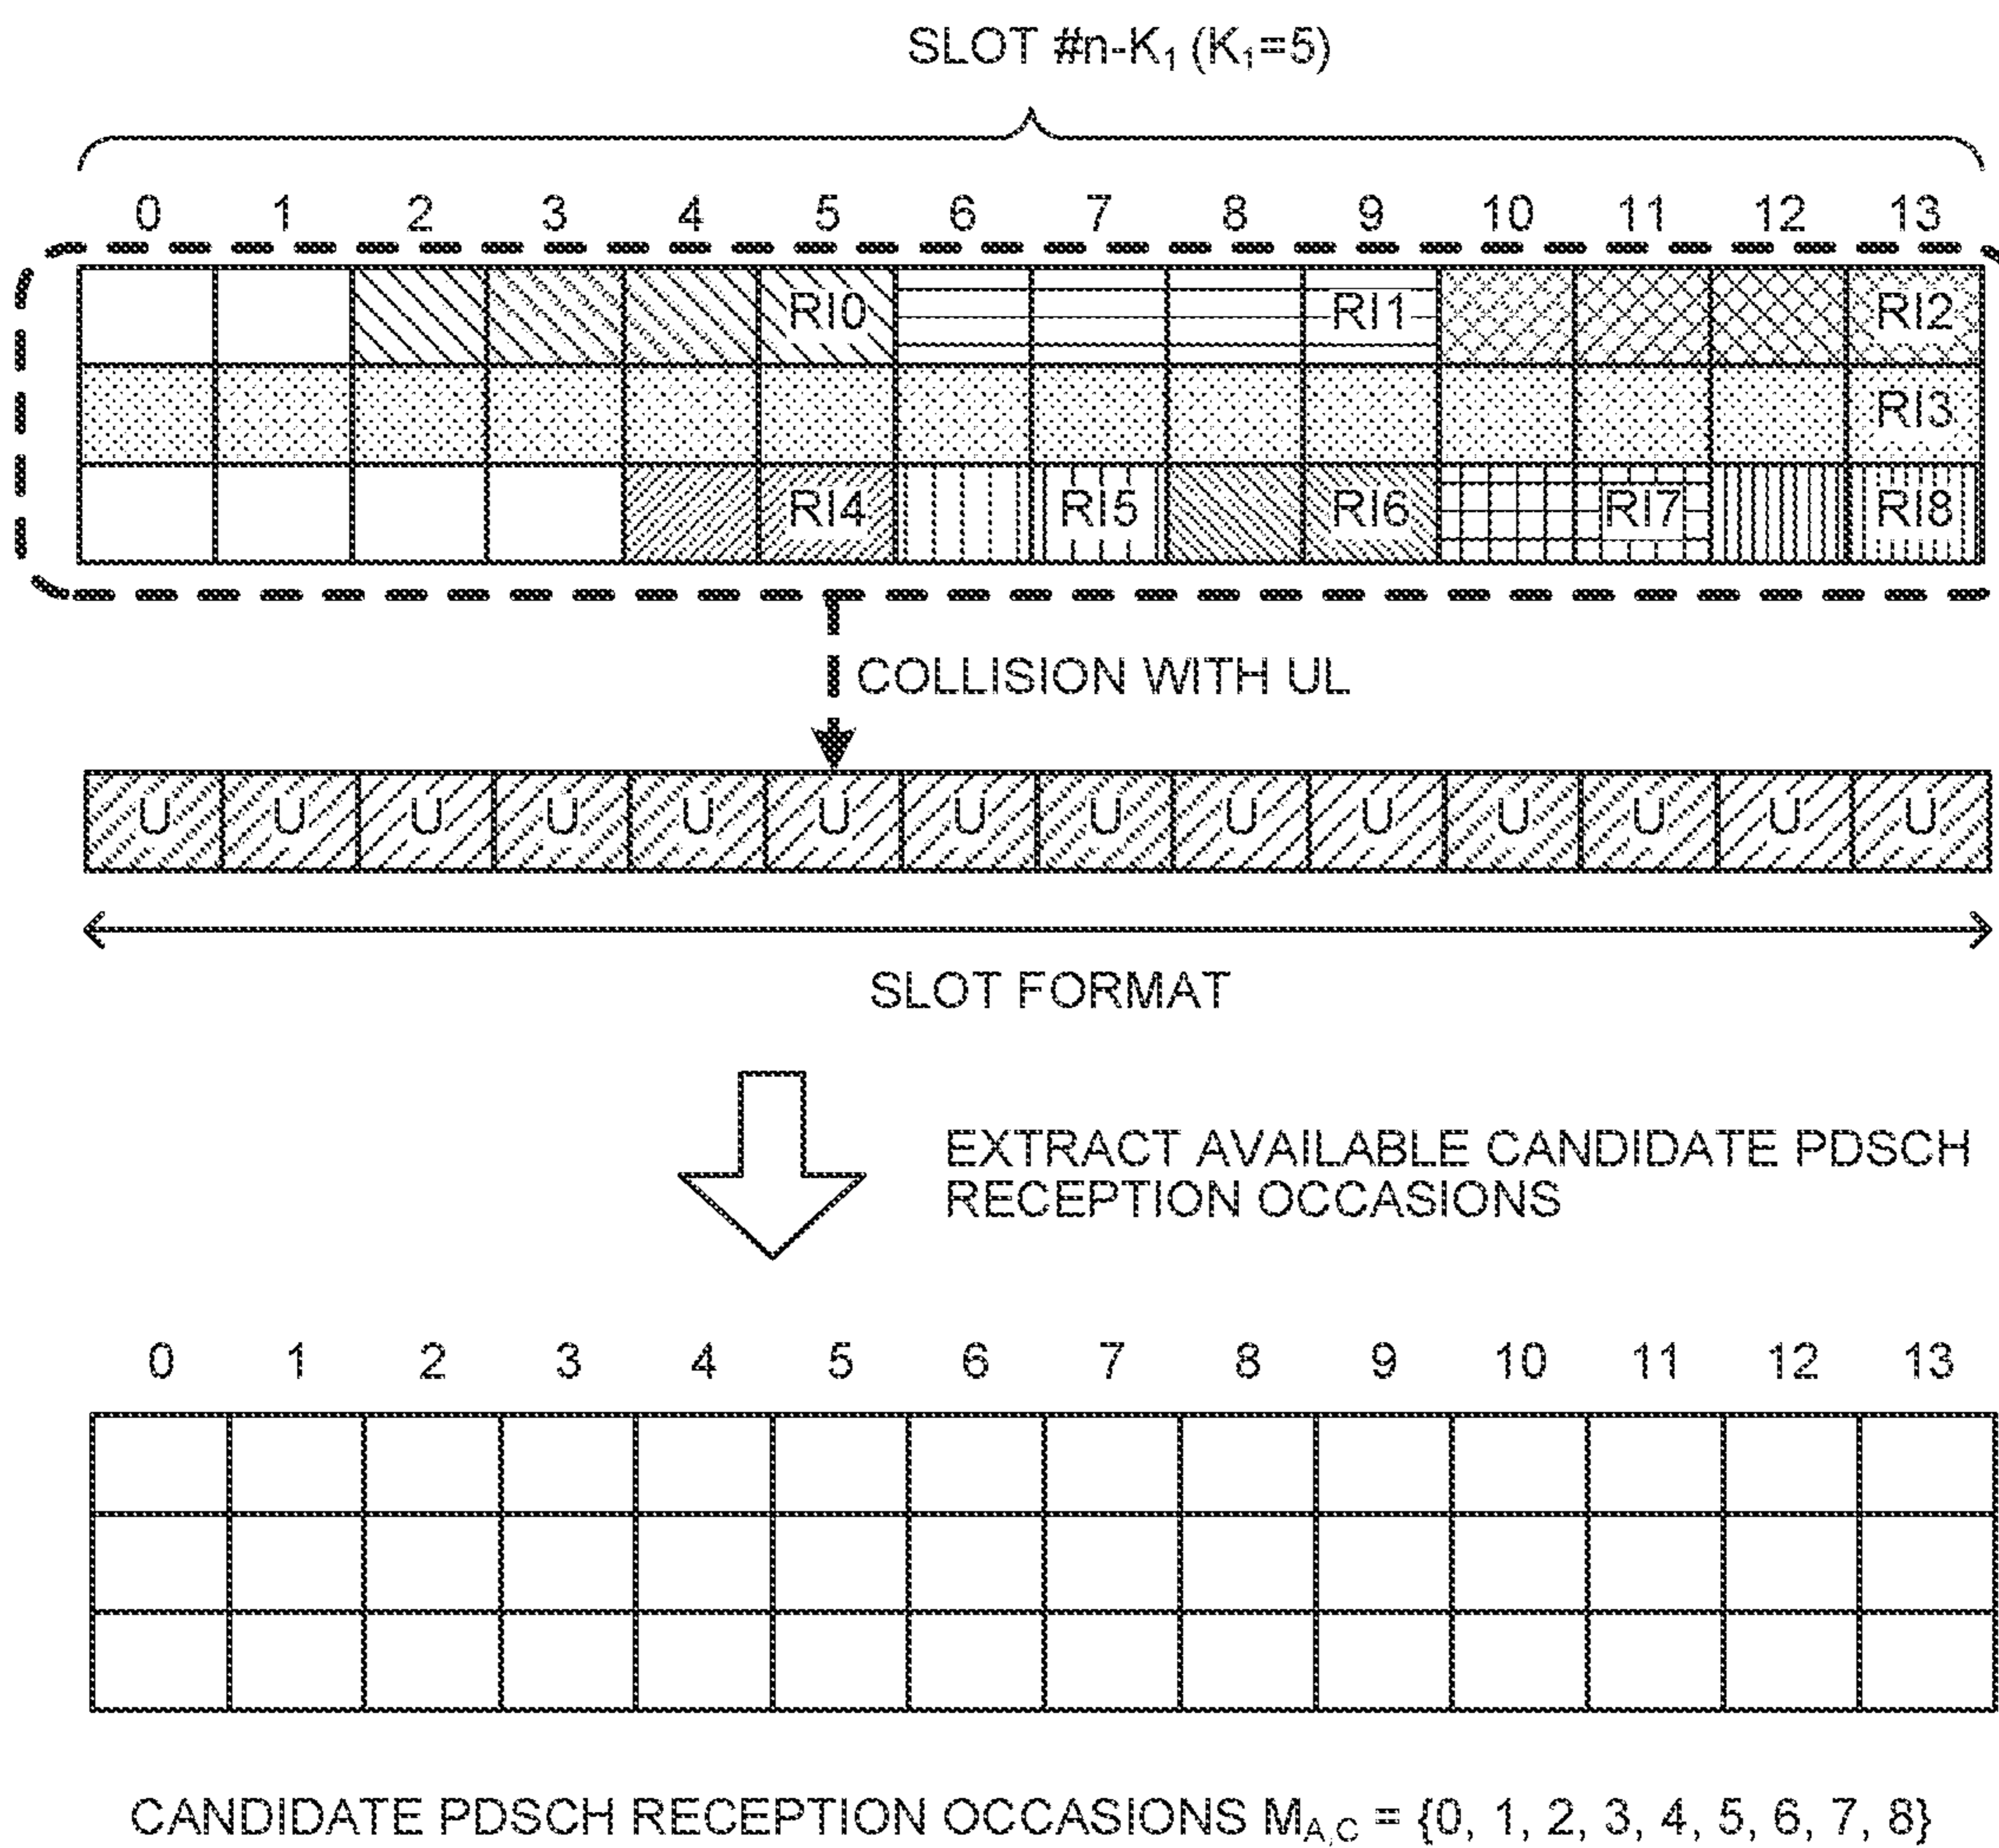 SLOT #n-K₁ (K₁=5)
0 1 2 3 4 5 6 7 8 9 10 11 12 13
RI0 RI1 RI2
RI3
RI4 RI5 RI6 RI7 RI8
COLLISION WITH UL
U U U U U U U U U U U U U U
SLOT FORMAT
EXTRACT AVAILABLE CANDIDATE PDSCH
RECEPTION OCCASIONS
0 1 2 3 4 5 6 7 8 9 10 11 12 13
CANDIDATE PDSCH RECEPTION OCCASIONS M_A,C = {0, 1, 2, 3, 4, 5, 6, 7, 8}